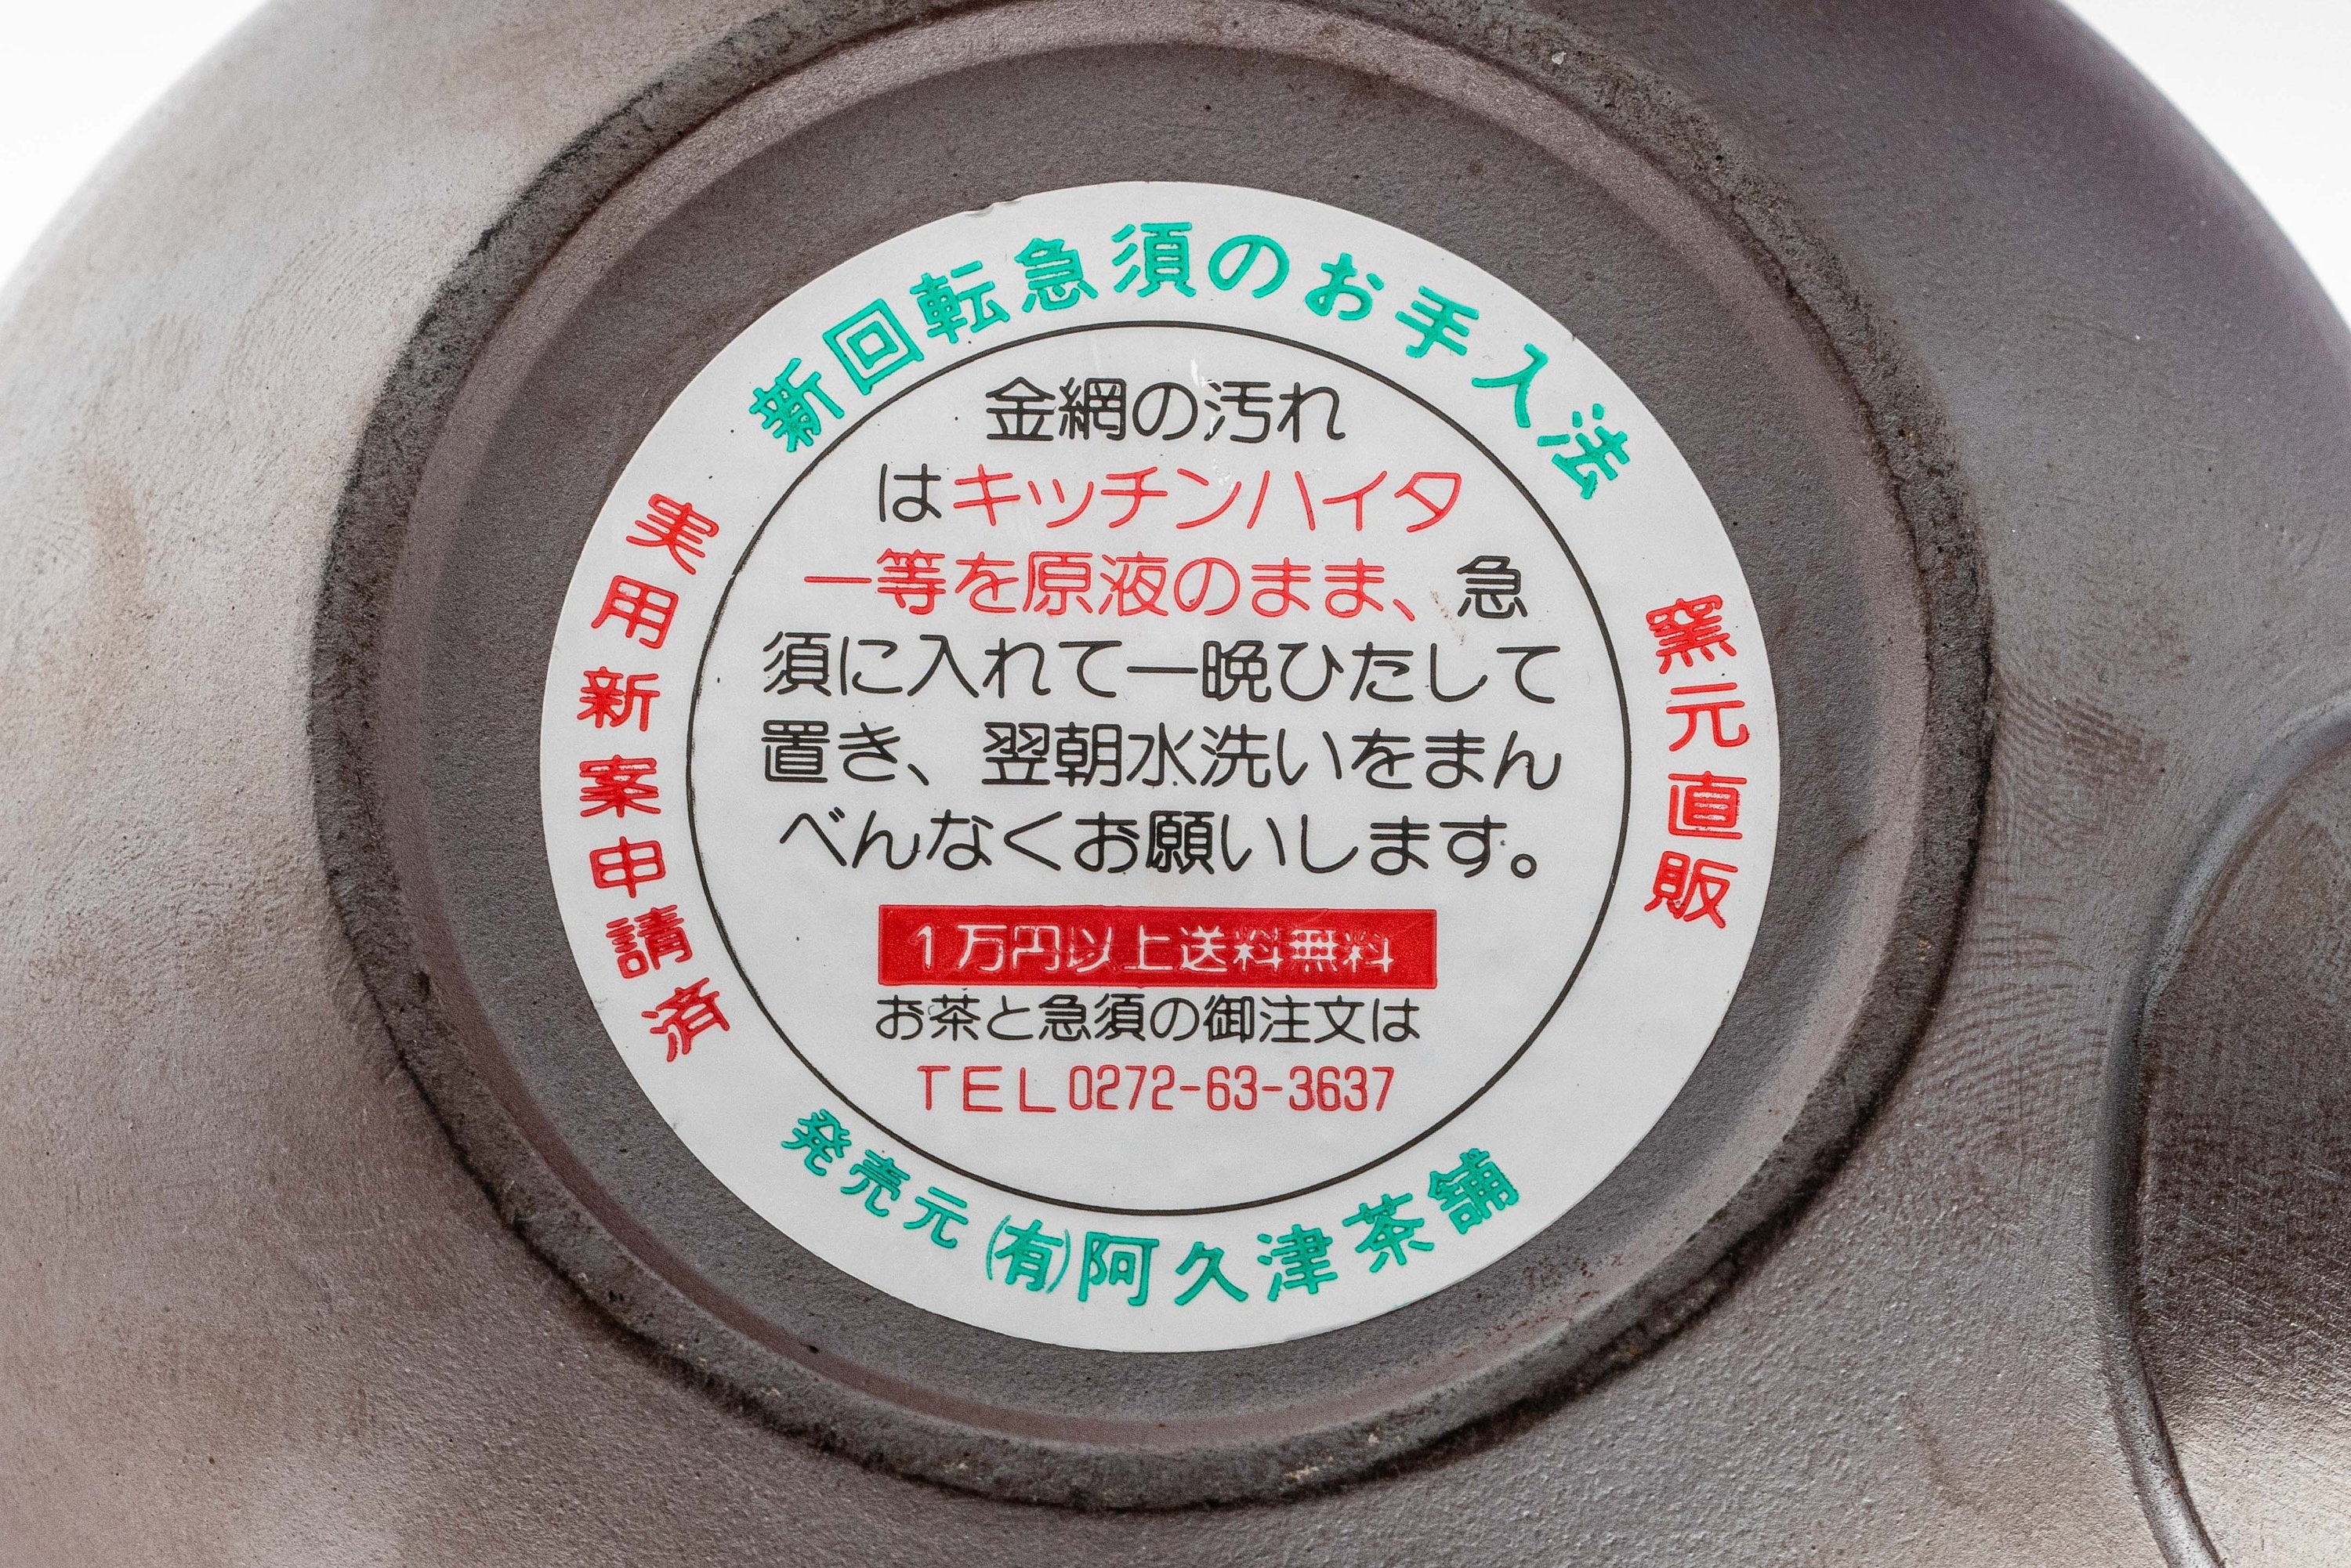 新回転急須のお手入法
実用新案申請済
窯元直販
金網の汚れ
はキッチンハイタ
ー等を原液のまま、急
須に入れて一晩ひたして
置き、翌朝水洗いをまん
べんなくお願いします。
1万円以上送料無料
お茶と急須の御注文は
TEL0272-63-3637
発売元(有)阿久津茶舗